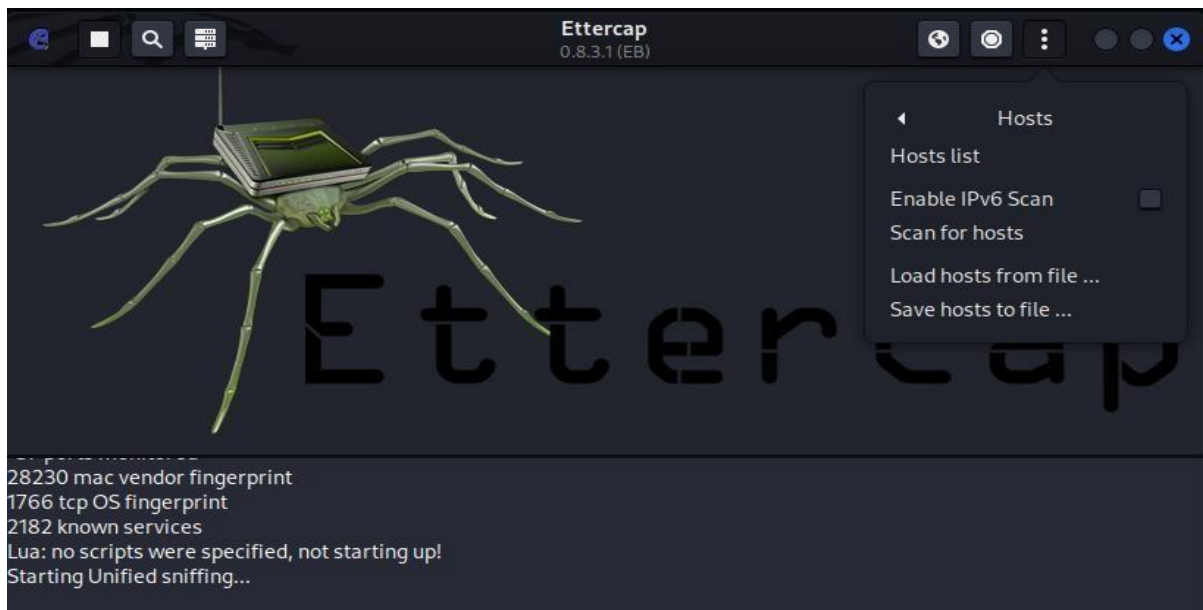 Ettercap
0.8.3.1 (EB)
Hosts
Hosts list
Enable IPv6 Scan
Scan for hosts
Load hosts from file ...
Save hosts to file ...
Ettercap
28230 mac vendor fingerprint
1766 tcp OS fingerprint
2182 known services
Lua: no scripts were specified, not starting up!
Starting Unified sniffing...